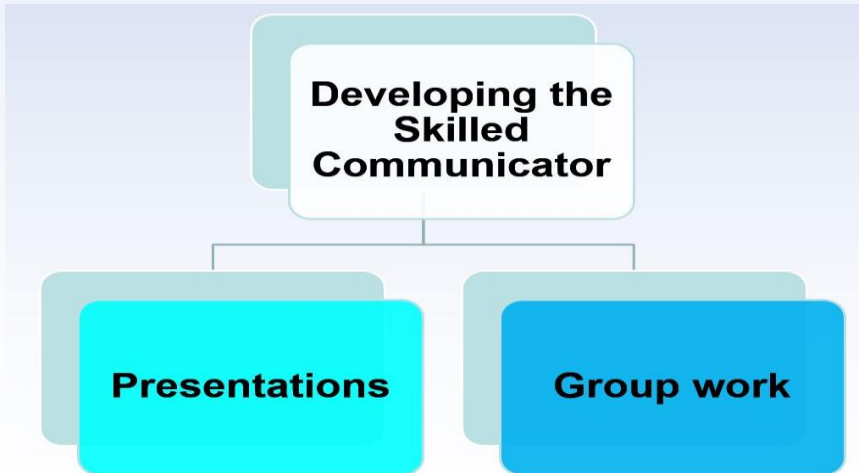 Developing the
Skilled
Communicator
Presentations
Group work